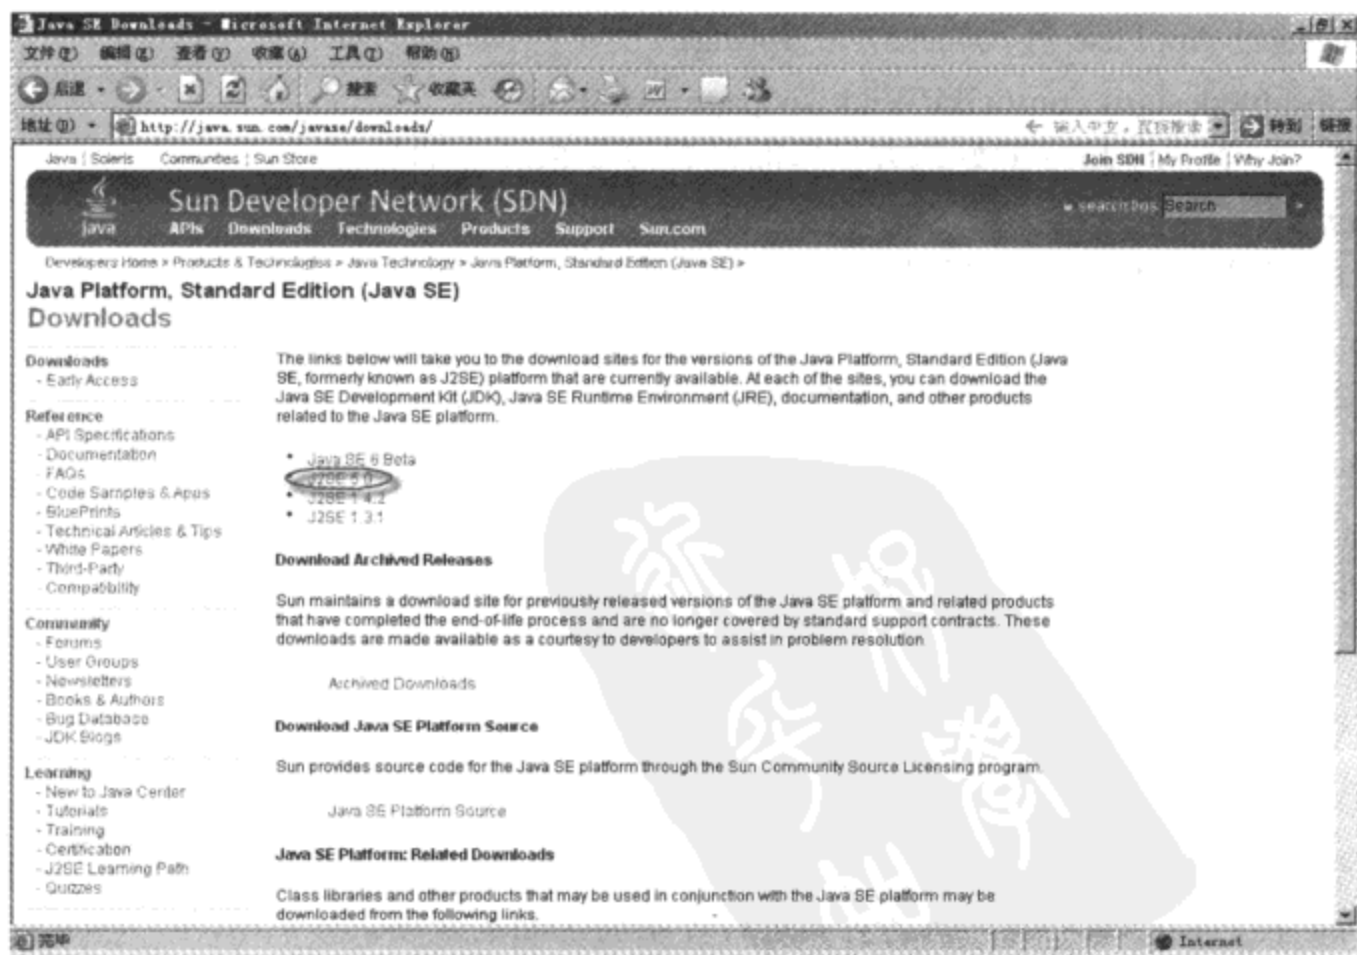 Java SE Downloads - Microsoft Internet Explorer
文件(F) 编辑(E) 查看(V) 收藏(A) 工具(T) 帮助(H)
后退 搜索 收藏夹
地址(D) http://java.sun.com/javase/downloads/ 转到 链接
Java | Solaris Communities | Sun Store Join SDN | My Profile | Why Join?
Sun Developer Network (SDN)
Java APIs Downloads Technologies Products Support Sun.com
» search tips Search
Developers Home > Products & Technologies > Java Technology > Java Platform, Standard Edition (Java SE) >
Java Platform, Standard Edition (Java SE)
Downloads
Downloads
- Early Access
Reference
- API Specifications
- Documentation
- FAQs
- Code Samples & Apps
- BluePrints
- Technical Articles & Tips
- White Papers
- Third-Party
- Compatibility
Community
- Forums
- User Groups
- Newsletters
- Books & Authors
- Bug Database
- JDK Blogs
Learning
- New to Java Center
- Tutorials
- Training
- Certification
- J2SE Learning Path
- Quizzes
The links below will take you to the download sites for the versions of the Java Platform, Standard Edition (Java
SE, formerly known as J2SE) platform that are currently available. At each of the sites, you can download the
Java SE Development Kit (JDK), Java SE Runtime Environment (JRE), documentation, and other products
related to the Java SE platform.
• Java SE 6 Beta
• J2SE 5.0
• J2SE 1.4.2
• J2SE 1.3.1
Download Archived Releases
Sun maintains a download site for previously released versions of the Java SE platform and related products
that have completed the end-of-life process and are no longer covered by standard support contracts. These
downloads are made available as a courtesy to developers to assist in problem resolution
Archived Downloads
Download Java SE Platform Source
Sun provides source code for the Java SE platform through the Sun Community Source Licensing program.
Java SE Platform Source
Java SE Platform: Related Downloads
Class libraries and other products that may be used in conjunction with the Java SE platform may be
downloaded from the following links.
完毕 Internet